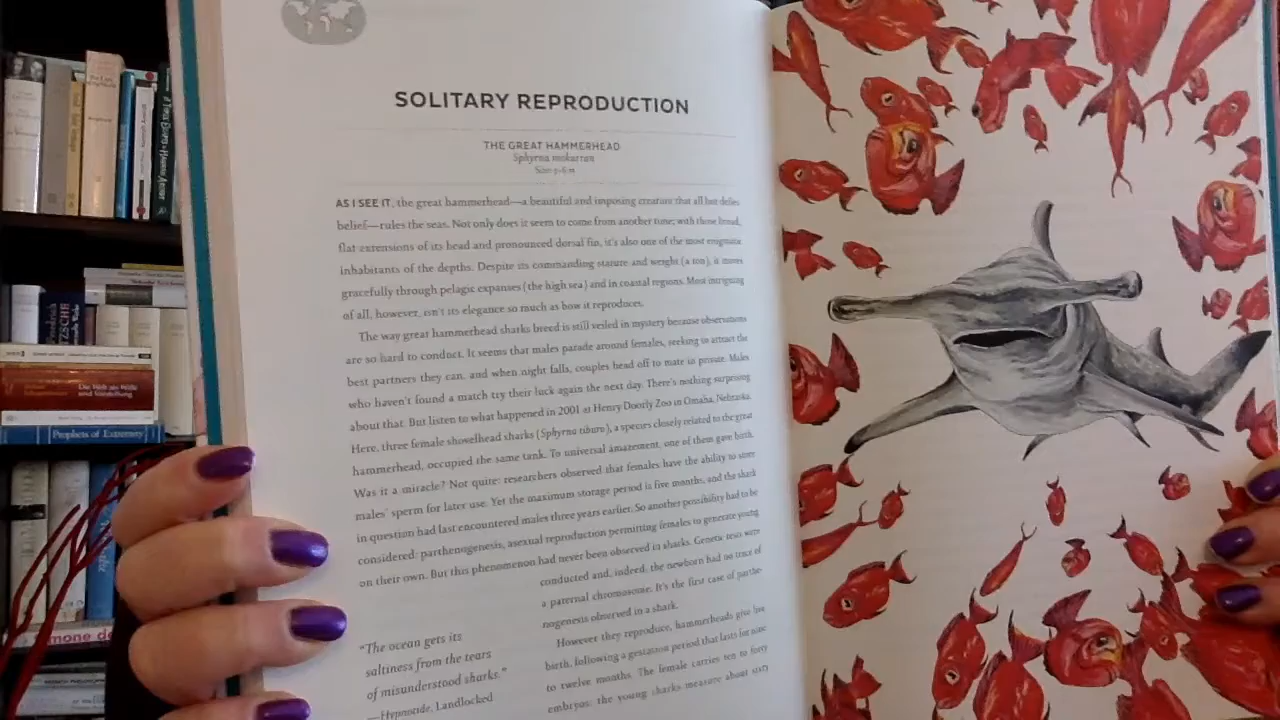 SOLITARY REPRODUCTION
THE GREAT HAMMERHEAD
Sphyrna mokarran
AS I SEE IT, the great hammerhead—a beautiful and imposing creature that all but defies
belief—rules the seas. Not only does it seem to come from another time; with those broad,
flat extensions of its head and pronounced dorsal fin, it's also one of the most enigmatic
inhabitants of the depths. Despite its commanding stature and weight (a ton), it moves
gracefully through pelagic expanses (the high sea) and in coastal regions. Most intriguing
of all, however, isn't its elegance so much as how it reproduces.
The way great hammerhead sharks breed is still veiled in mystery because observations
are so hard to conduct. It seems that males parade around females, seeking to attract the
best partners they can, and when night falls, couples head off to mate in private. Males
who haven't found a match try their luck again the next day. There's nothing surprising
about that. But listen to what happened in 2001 at Henry Doorly Zoo in Omaha, Nebraska.
Here, three female shovelhead sharks (Sphyrna tiburo), a species closely related to the great
hammerhead, occupied the same tank. To universal amazement, one of them gave birth.
Was it a miracle? Not quite: researchers observed that females have the ability to store
males' sperm for later use. Yet the maximum storage period is five months, and the shark
in question had last encountered males three years earlier. So another possibility had to be
considered: parthenogenesis, asexual reproduction permitting females to generate young
on their own. But this phenomenon had never been observed in sharks. Genetic tests were
conducted and, indeed, the newborn had no trace of
a paternal chromosome. It's the first case of parthe-
nogenesis observed in a shark.
However they reproduce, hammerheads give live
birth, following a gestation period that lasts for nine
to twelve months. The female carries ten to forty
embryos; the young sharks measure about sixty
"The ocean gets its
saltiness from the tears
of misunderstood sharks."
—Hypnotide, Landlocked
Die Welt als Wille
und Vorstellung
Prophets of Extremity